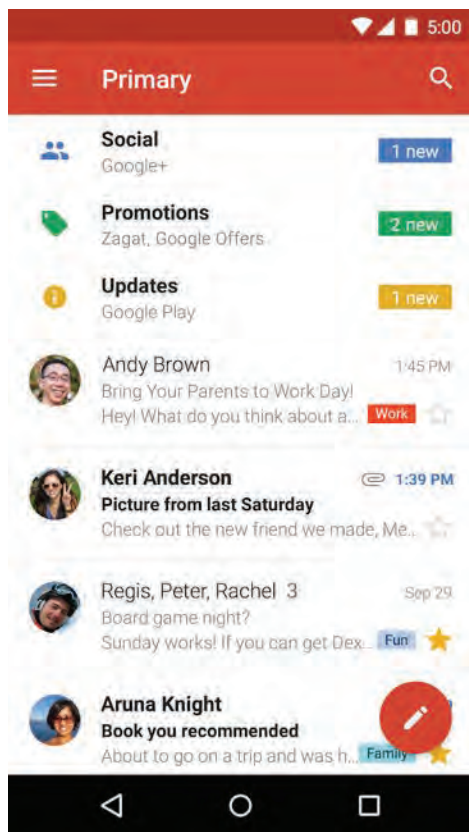 5:00
Primary
Social
1 new
Google+
Promotions
2 new
Zagat, Google Offers
Updates
1 new
Google Play
Andy Brown 1:45 PM
Bring Your Parents to Work Day!
Hey! What do you think about a... Work
Keri Anderson 1:39 PM
Picture from last Saturday
Check out the new friend we made, Me...
Regis, Peter, Rachel 3 Sep 29
Board game night?
Sunday works! If you can get Dex... Fun
Aruna Knight
Book you recommended
About to go on a trip and was h... Family